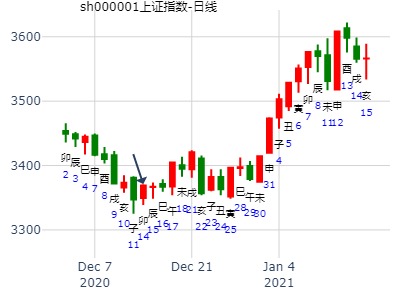 sh000001上证指数-日线
3600
3500
3400
3300
卯 辰 巳 申 酉 戌 亥 子 卯 辰 巳 午 未 戌 亥 子 丑 寅 巳 午 未 申 子 丑 寅 卯 辰 未 申 酉 戌 亥
2 3 4 7 8 9 10 11 14 15 16 17 18 21 22 23 24 25 28 29 30 31 4 5 6 7 8 11 12 13 14 15
Dec 7 Dec 21 Jan 4
2020 2021